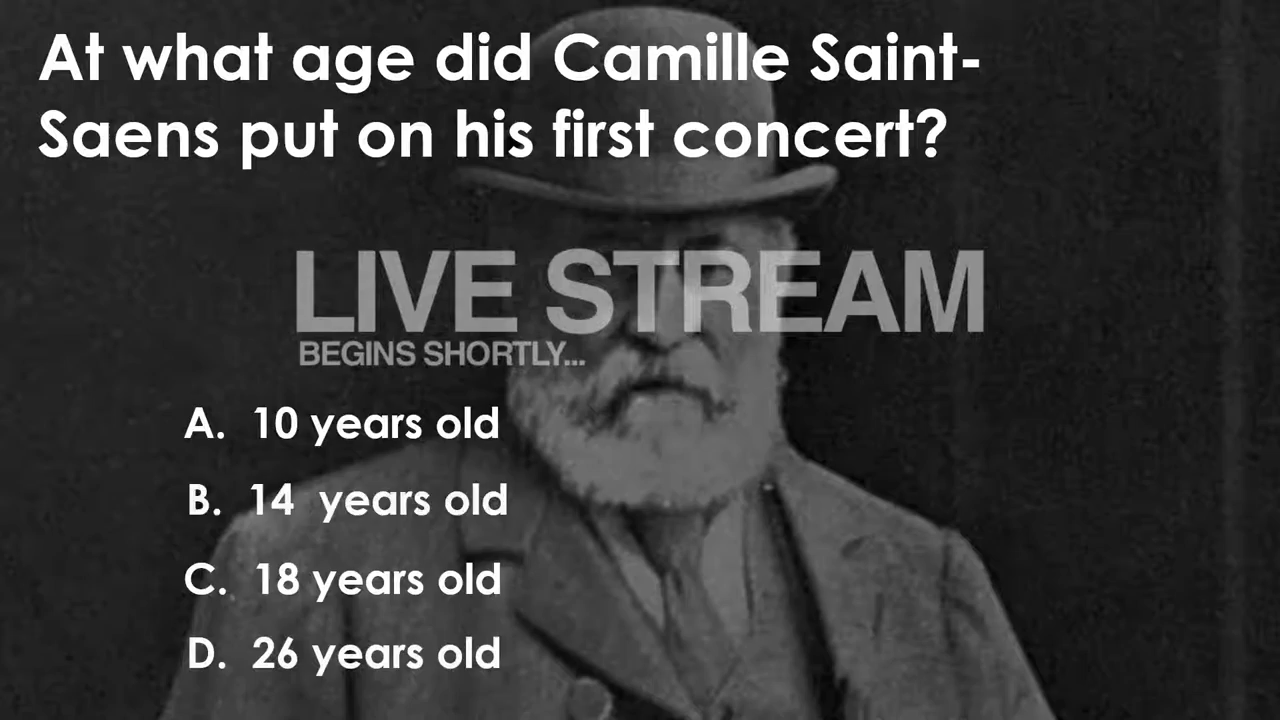 At what age did Camille Saint-
Saens put on his first concert?
LIVE STREAM
BEGINS SHORTLY...
A. 10 years old
B. 14 years old
C. 18 years old
D. 26 years old